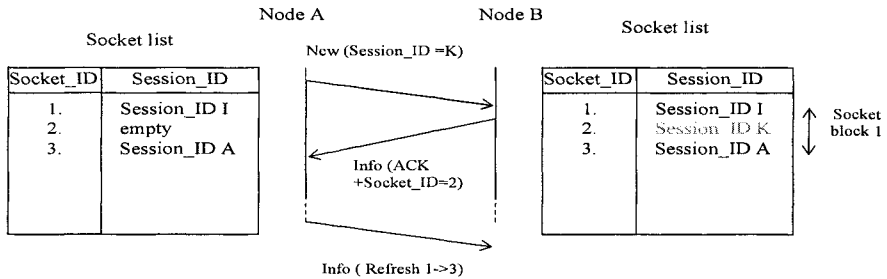 Node A
Node B
Socket list
Socket list
New (Session_ID =K)
Socket_ID Session_ID
1. Session_ID I
2. empty
3. Session_ID A
Info (ACK
+Socket_ID=2)
Info ( Refresh 1->3)
Socket_ID Session_ID
1. Session_ID I
2. Session_ID K
3. Session_ID A
Socket
block 1